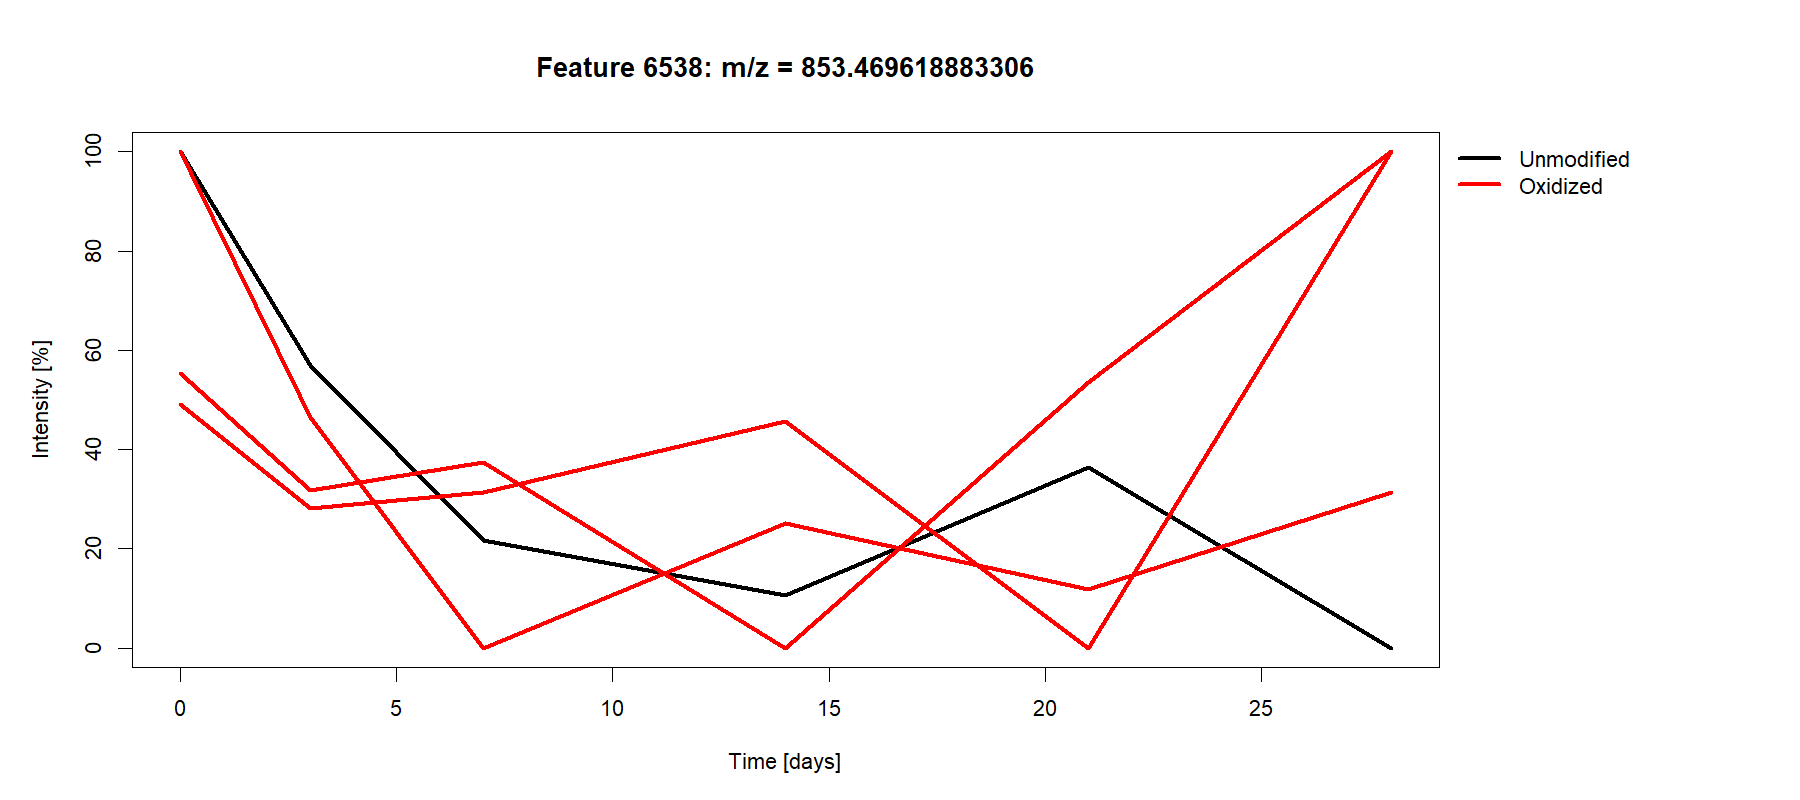 Feature 6538: m/z = 853.469618883306
Unmodified
Oxidized
Intensity [%]
100
80
60
40
20
0
0 5 10 15 20 25
Time [days]